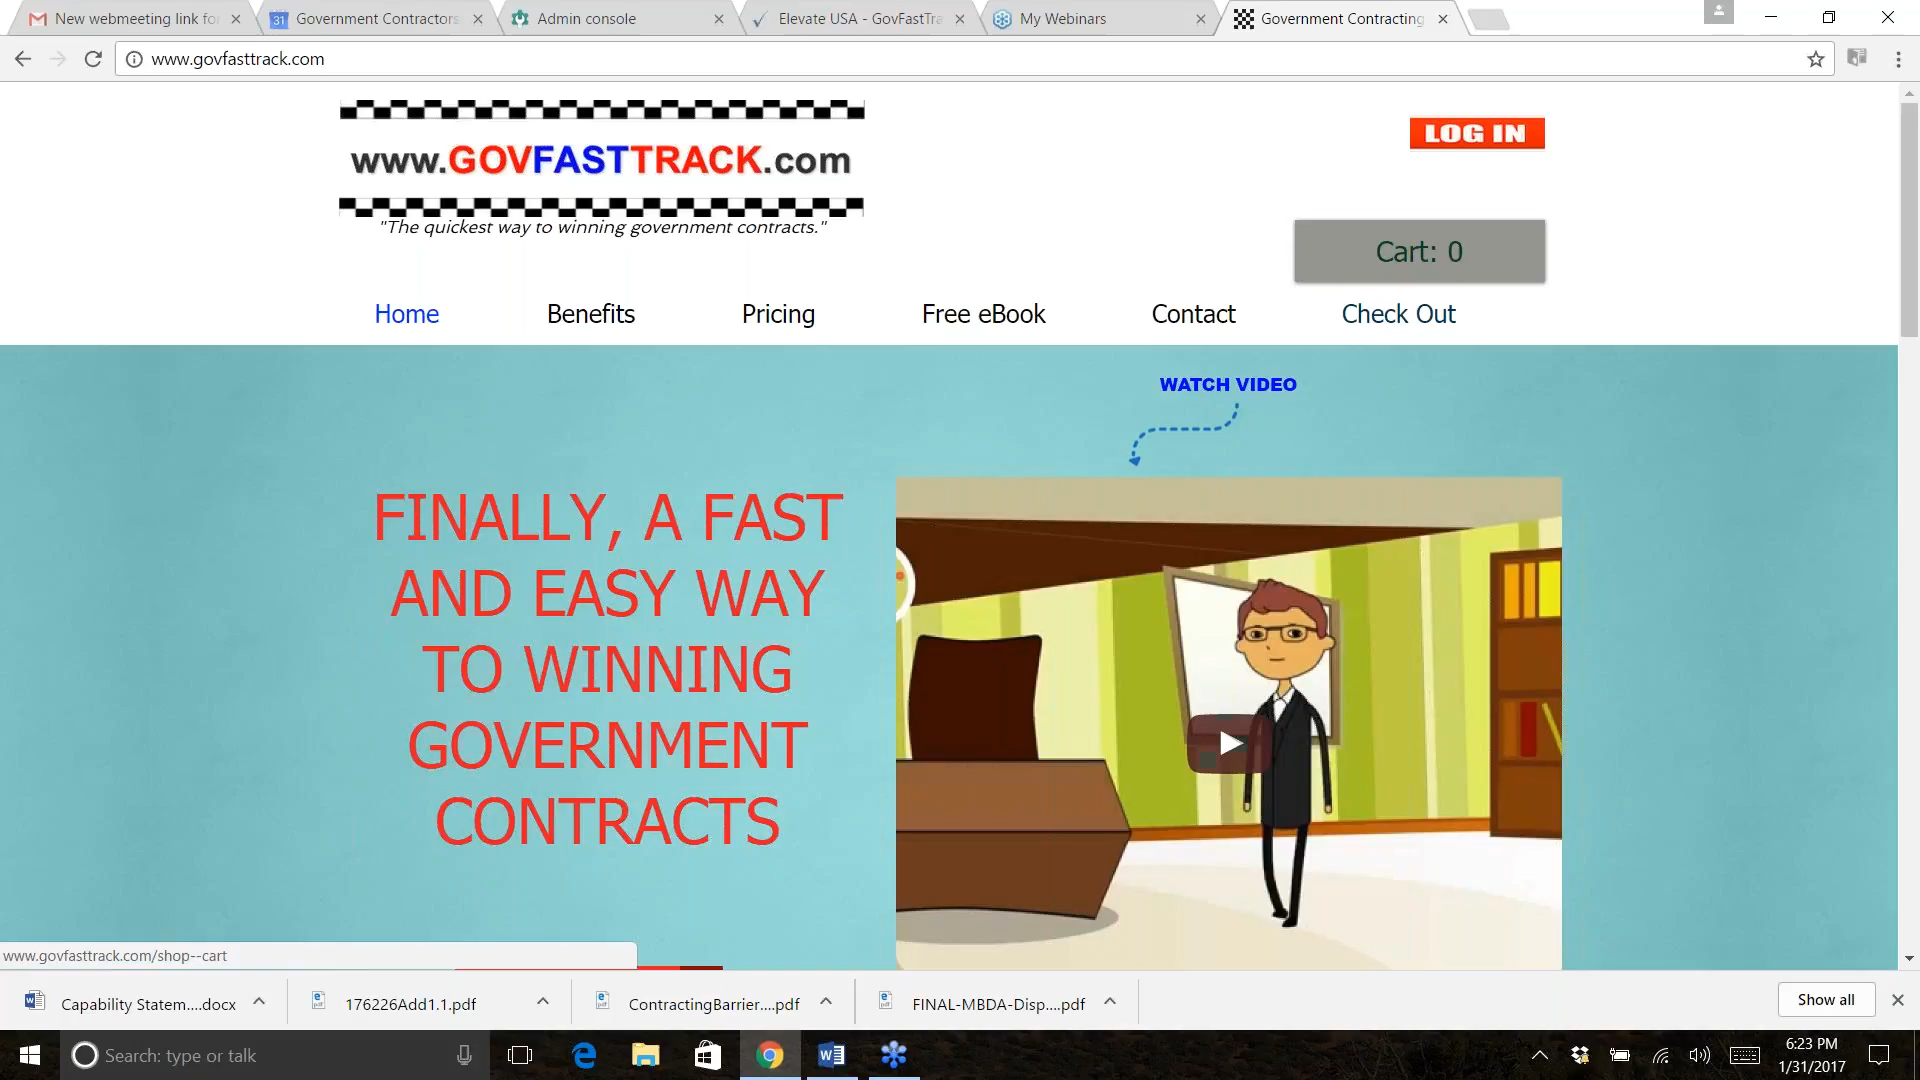 New webmeeting link fo
31
Government Contractors
Admin console
Elevate USA - GovFastTra
My Webinars
Government Contracting
www.govfasttrack.com
www.GOVFASTTRACK.com
"The quickest way to winning government contracts."
LOG IN
Cart: 0
Home
Benefits
Pricing
Free eBook
Contact
Check Out
WATCH VIDEO
FINALLY, A FAST
AND EASY WAY
TO WINNING
GOVERNMENT
CONTRACTS
www.govfasttrack.com/shop--cart
Capability Statem....docx
176226Add1.1.pdf
ContractingBarrier....pdf
FINAL-MBDA-Disp....pdf
Show all
Search: type or talk
6:23 PM
1/31/2017